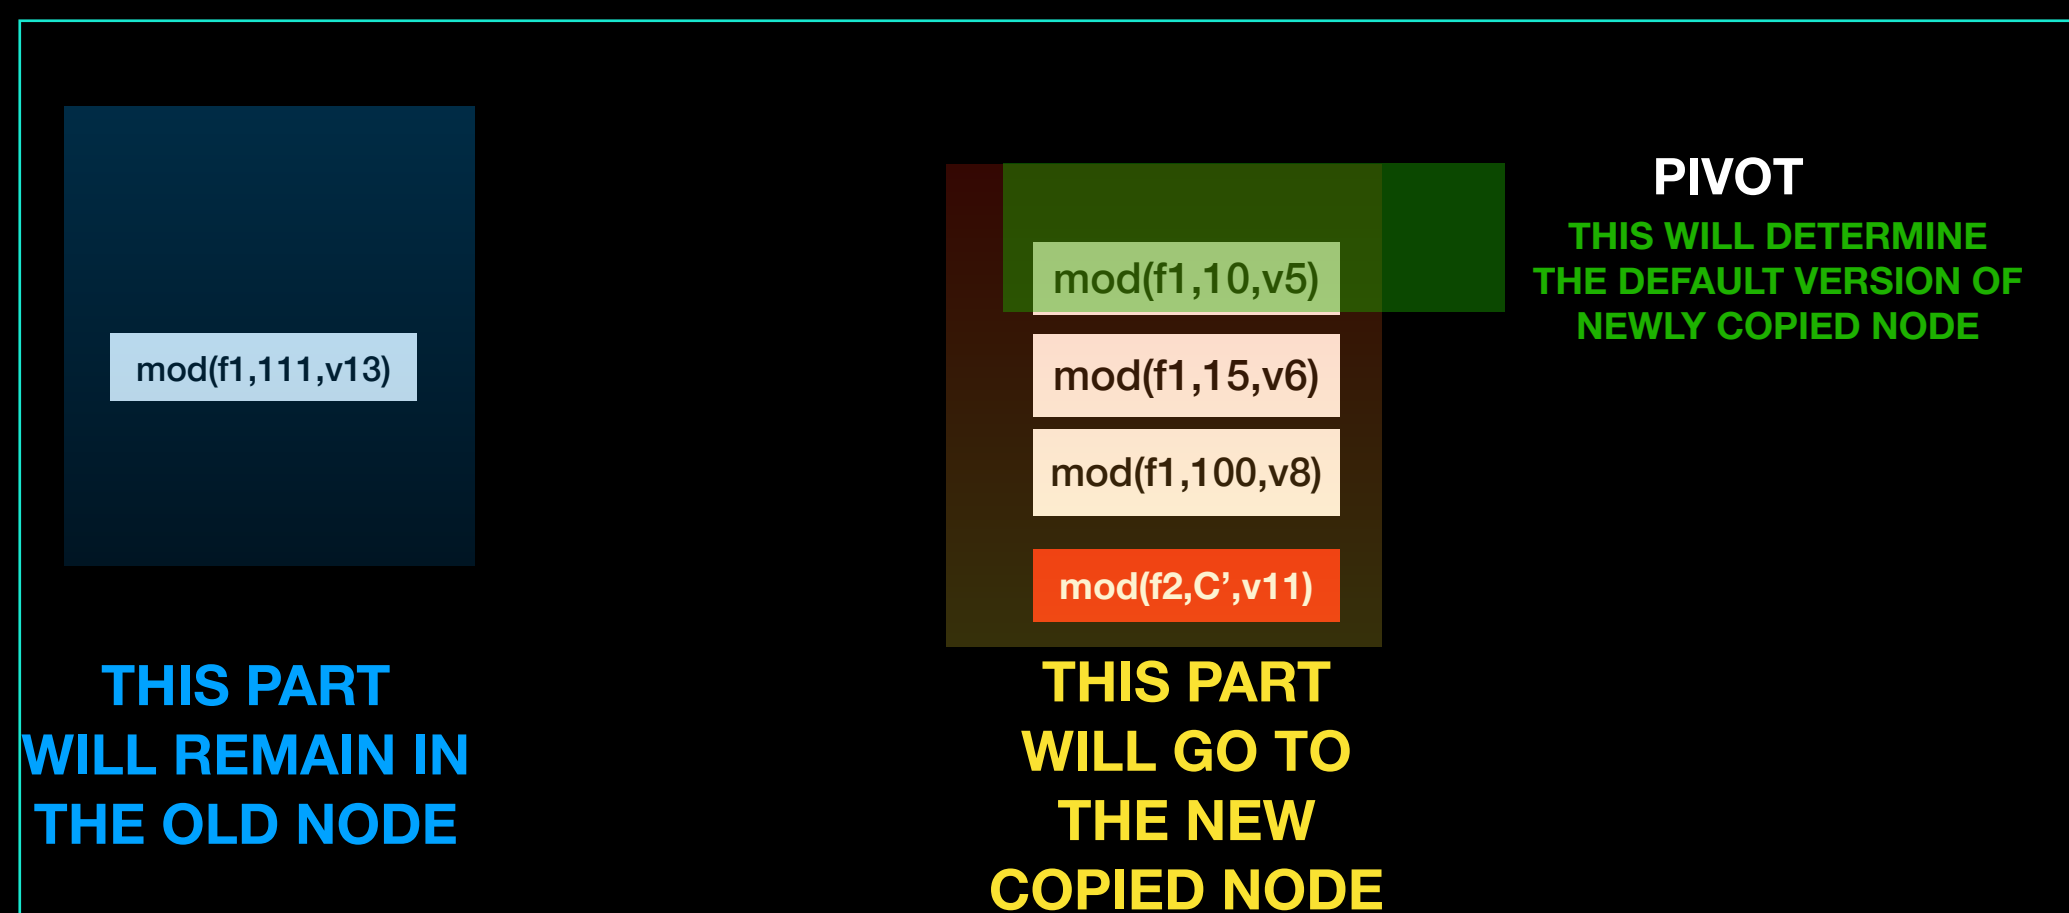 mod(f1,111,v13)
THIS PART
WILL REMAIN IN
THE OLD NODE
mod(f1,10,v5)
mod(f1,15,v6)
mod(f1,100,v8)
mod(f2,C’,v11)
THIS PART
WILL GO TO
THE NEW
COPIED NODE
PIVOT
THIS WILL DETERMINE
THE DEFAULT VERSION OF
NEWLY COPIED NODE